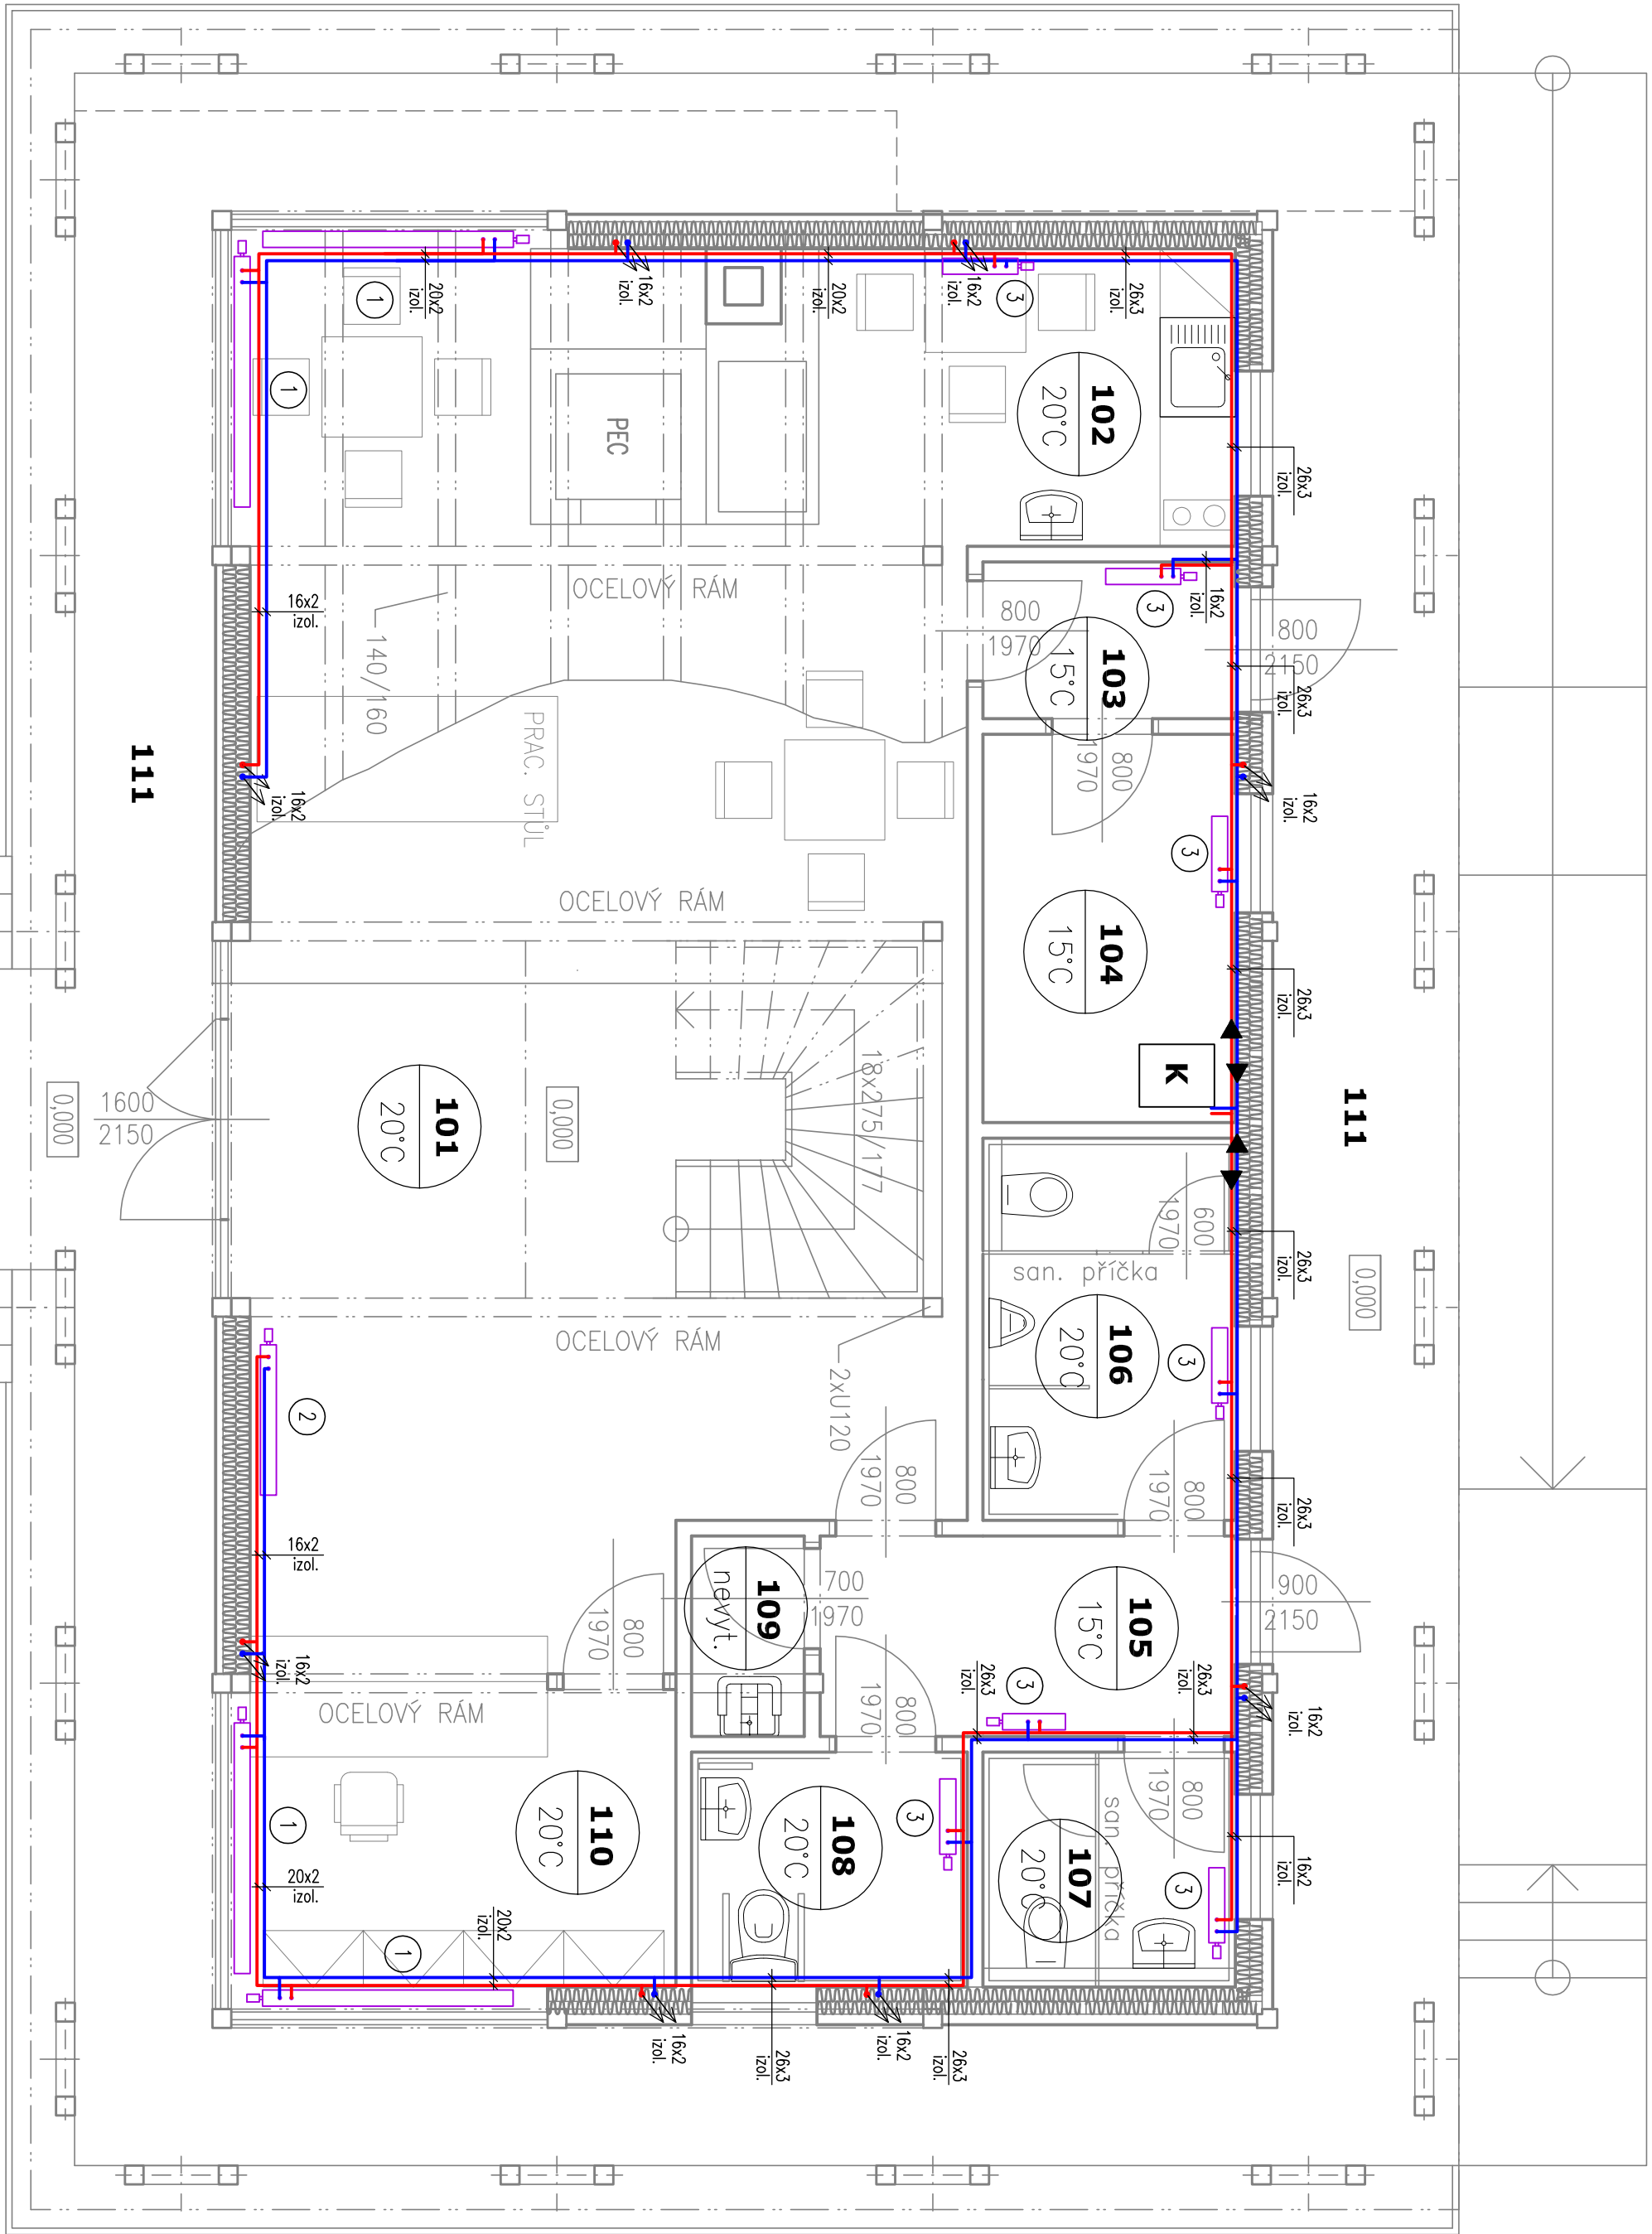 20x2
izol.
16x2
izol.
20x2
izol.
16x2
izol.
26x3
izol.
1
1
3
PEC
102
20°C
26x3
izol.
OCELOVÝ RÁM
16x2
izol.
140/160
800
1970
3
16x2
izol.
103
15°C
800
2150
26x3
izol.
111
16x2
izol.
PRAC. STŮL
800
1970
16x2
izol.
3
OCELOVÝ RÁM
104
15°C
26x3
izol.
K
111
0,000
1600
2150
101
20°C
0,000
18x275/177
600
1970
26x3
izol.
0,000
san. příčka
OCELOVÝ RÁM
2xU120
106
20°C
3
2
800
1970
800
1970
26x3
izol.
16x2
izol.
800
1970
109
nevyt.
700
1970
105
15°C
900
2150
16x2
izol.
OCELOVÝ RÁM
800
1970
26x3
izol.
3
26x3
izol.
16x2
izol.
1
110
20°C
108
20°C
3
800
1970
san. příčka
107
20°C
3
16x2
izol.
20x2
izol.
1
20x2
izol.
16x2
izol.
26x3
izol.
16x2
izol.
26x3
izol.